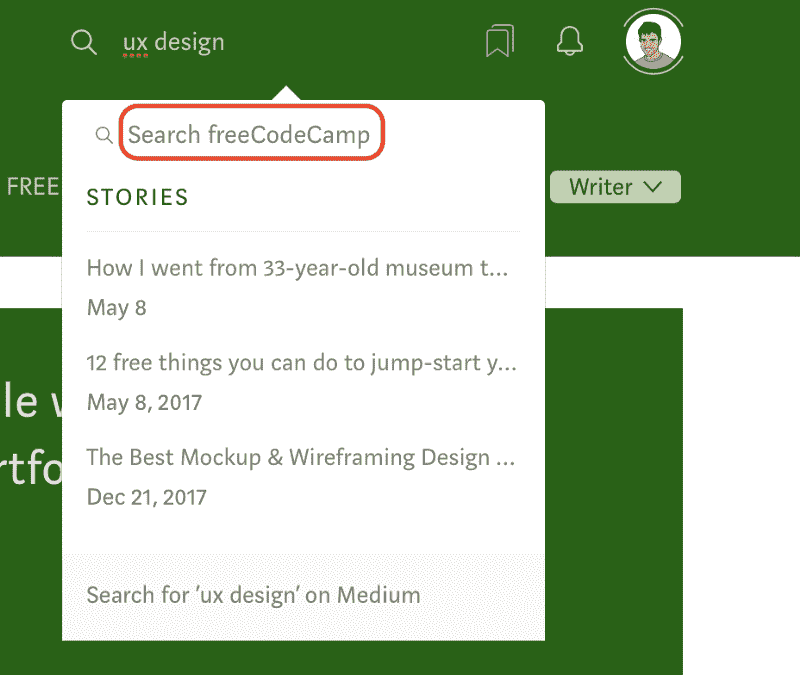 ux design
Search freeCodeCamp
FREE
Writer
STORIES
How I went from 33-year-old museum t...
May 8
12 free things you can do to jump-start y...
May 8, 2017
le
rtfo
The Best Mockup & Wireframing Design ...
Dec 21, 2017
Search for ‘ux design’ on Medium